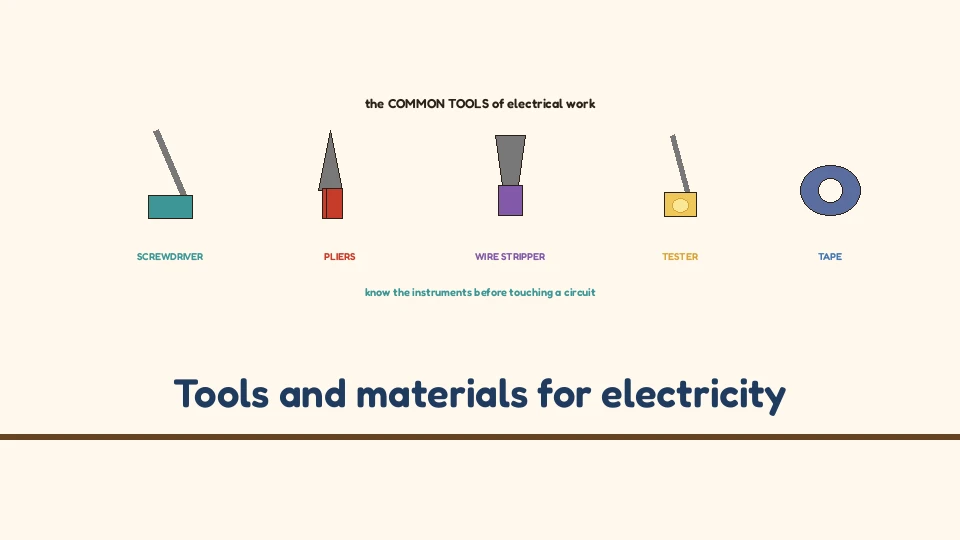 the COMMON TOOLS of electrical work
SCREWDRIVER
PLIERS
WIRE STRIPPER
TESTER
TAPE
know the instruments before touching a circuit
Tools and materials for electricity